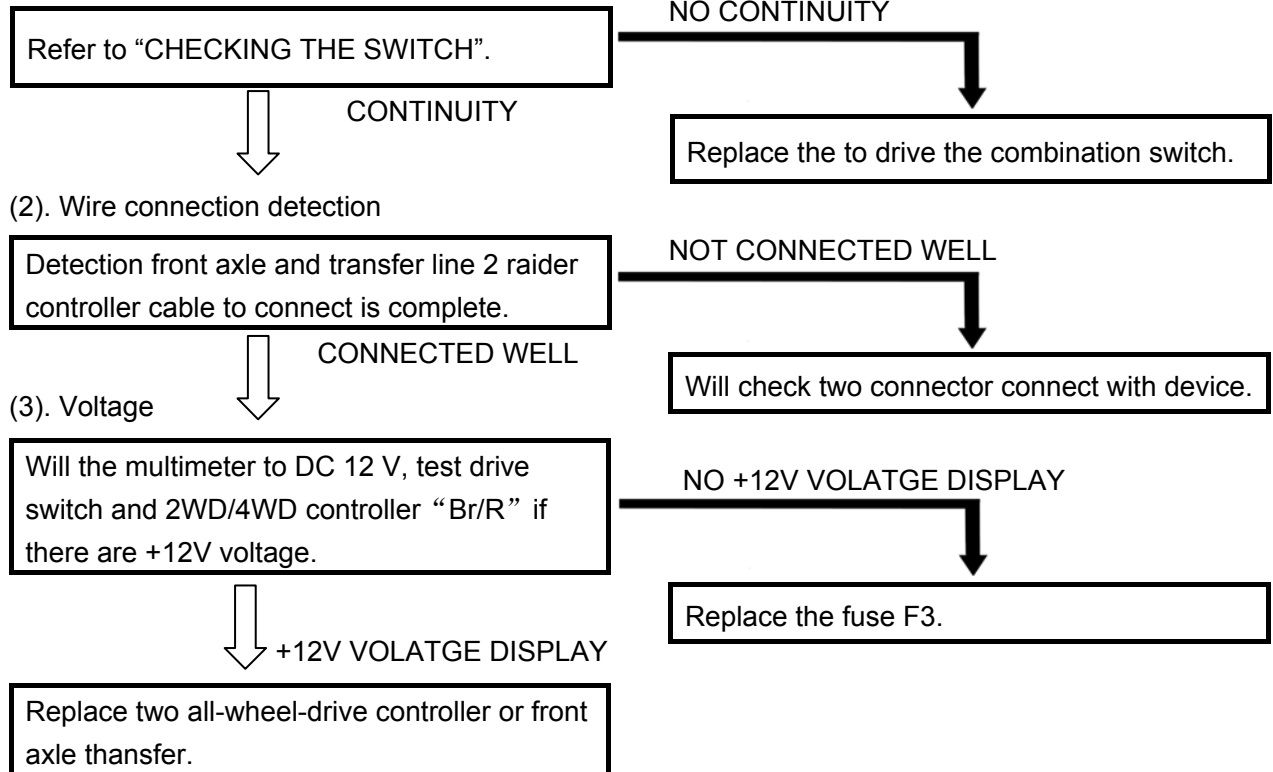 NO CONTINUITY
Refer to “CHECKING THE SWITCH”.
CONTINUITY
Replace the to drive the combination switch.
(2). Wire connection detection
Detection front axle and transfer line 2 raider
controller cable to connect is complete.
NOT CONNECTED WELL
CONNECTED WELL
Will check two connector connect with device.
(3). Voltage
Will the multimeter to DC 12 V, test drive
switch and 2WD/4WD controller “Br/R” if
there are +12V voltage.
NO +12V VOLATGE DISPLAY
Replace the fuse F3.
+12V VOLATGE DISPLAY
Replace two all-wheel-drive controller or front
axle thansfer.